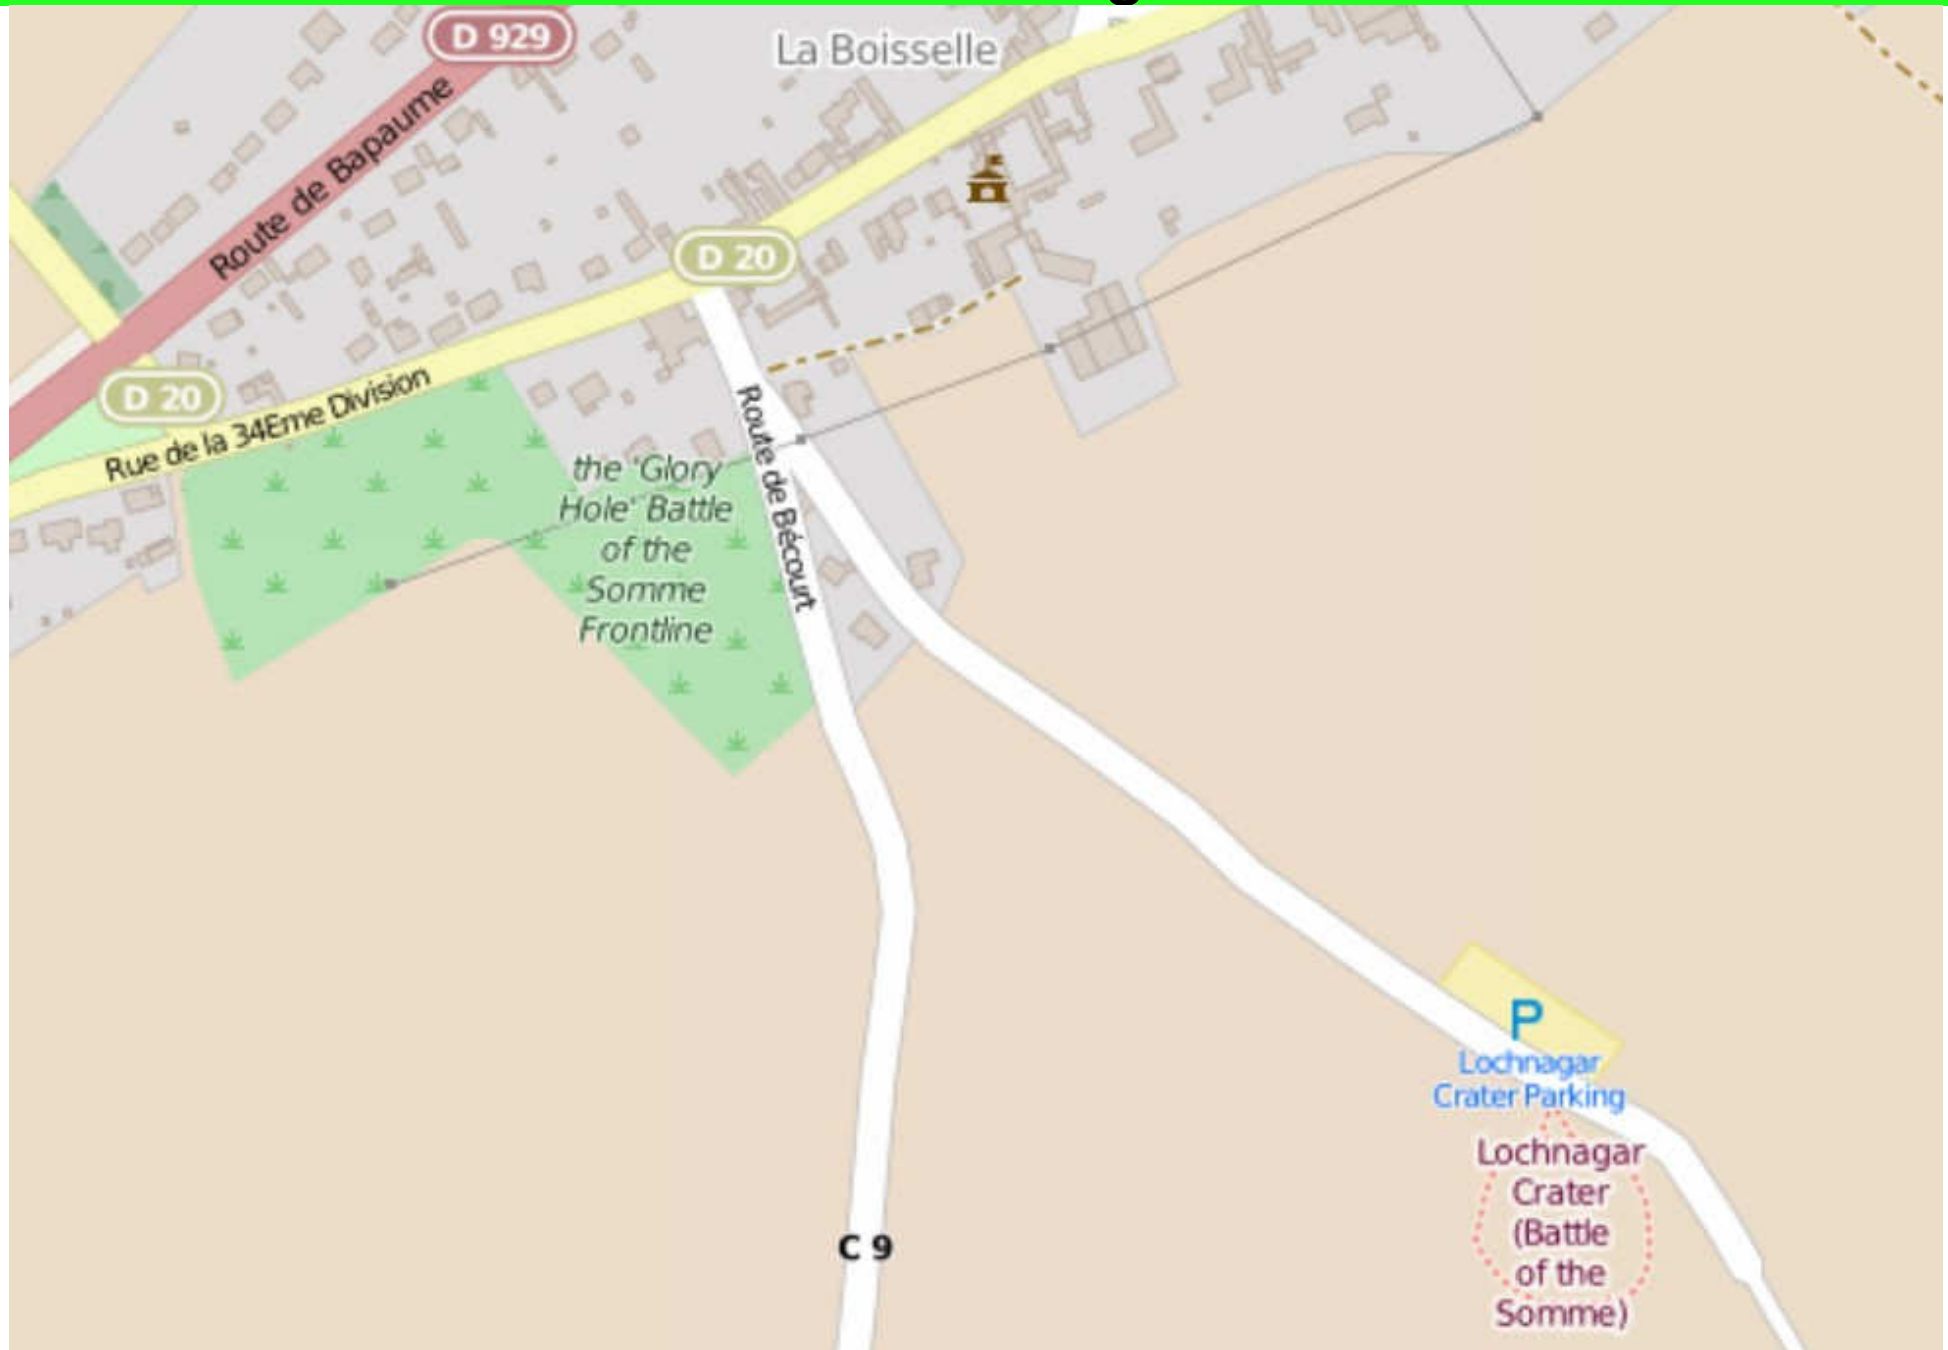 D 929
La Boisselle
Route de Bapaume
D 20
D 20
Rue de la 34Eme Division
Route de Bécourt
the 'Glory
Hole' Battle
of the
Somme
Frontline
P
Lochnagar
Crater Parking
Lochnagar
Crater
(Battle
of the
Somme)
C 9